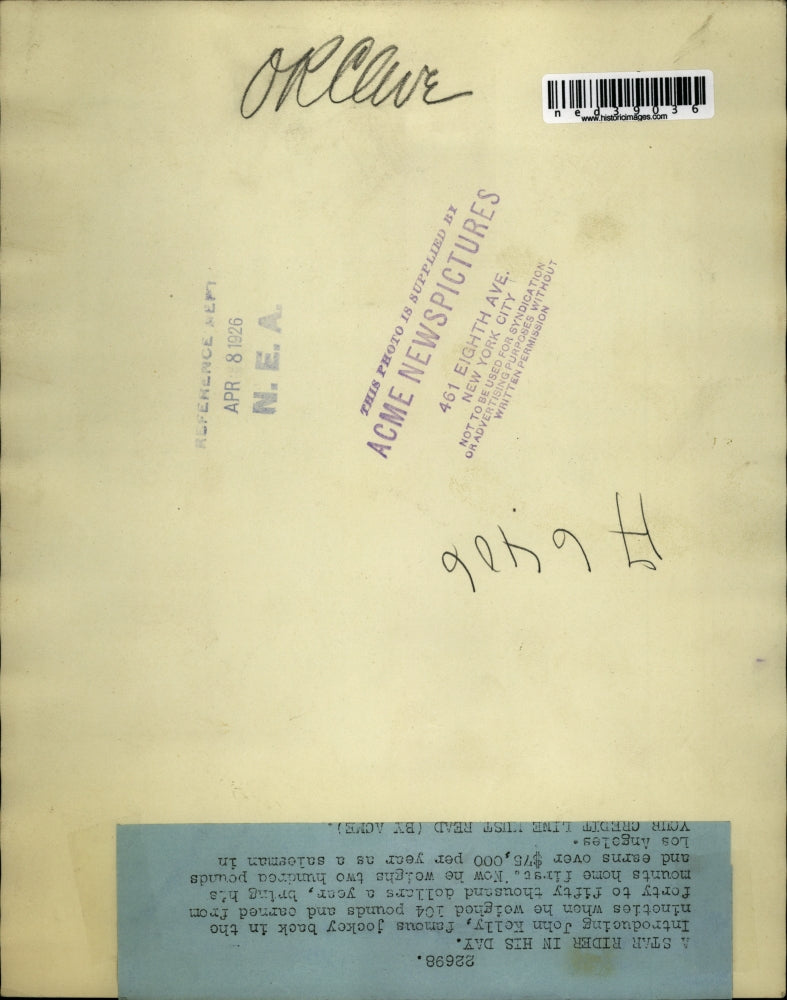 OK Cleve
ned39036
www.historicimages.com
THIS PHOTO IS SUPPLIED BY
ACME NEWSPICTURES
461 EIGHTH AVE.
NEW YORK CITY
NOT TO BE USED FOR SYNDICATION
OR ADVERTISING PURPOSES WITHOUT
WRITTEN PERMISSION
REFERENCE DEPT
APR 8 1926
N. E. A.
22698.
A STAR RIDER IN HIS DAY.
Introducing John Kelly, famous jockey back in the
nineties when he weighed 104 pounds and earned from
forty to fifty thousand dollars a year, bring his
mounts home first. Now he weighs two hundred pounds
and earns over $75,000 per year as a salesman in
Los Angeles.
YOUR CREDIT LINE MUST READ (BY ACME).